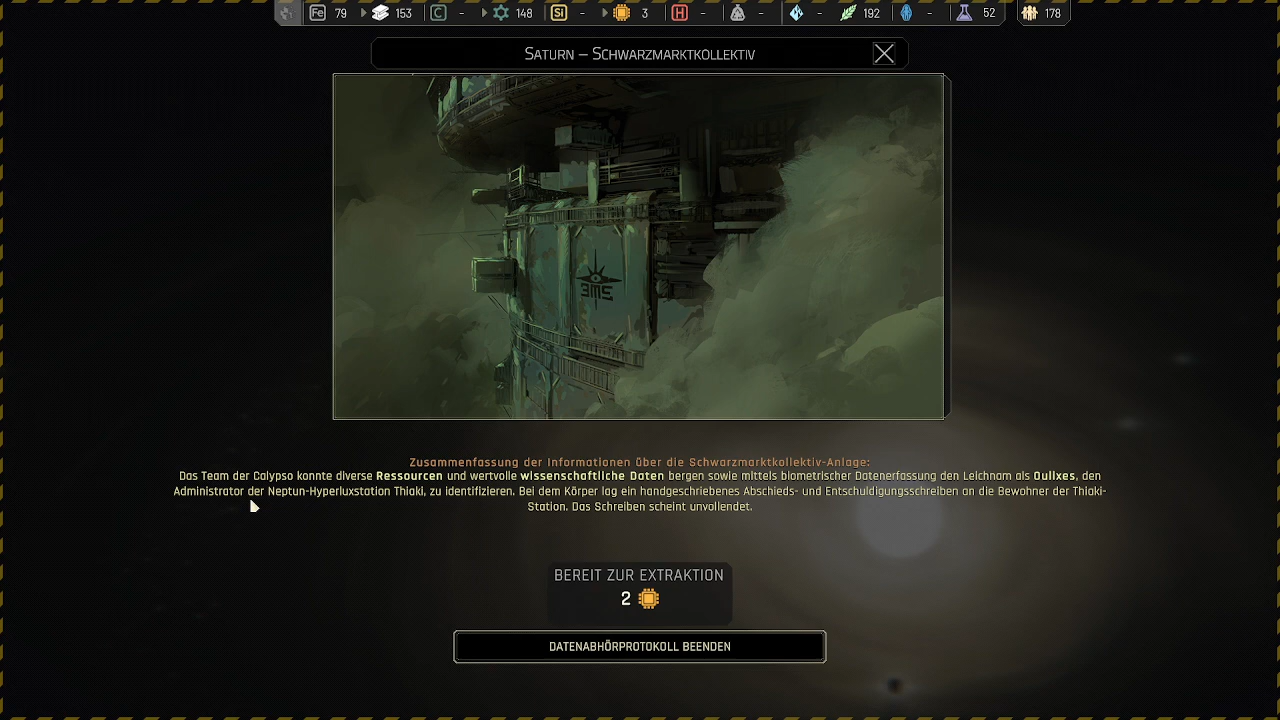 Fe 79 153 C - 148 Si - 3 H - - - 192 - 52 178
Saturn – Schwarzmarktkollektiv
EMS
Zusammenfassung der Informationen über die Schwarzmarktkollektiv-Anlage:
Das Team der Calypso konnte diverse Ressourcen und wertvolle wissenschaftliche Daten bergen sowie mittels biometrischer Datenerfassung den Leichnam als Oulixes, den
Administrator der Neptun-Hyperluxstation Thiaki, zu identifizieren. Bei dem Körper lag ein handgeschriebenes Abschieds- und Entschuldigungsschreiben an die Bewohner der Thiaki-
Station. Das Schreiben scheint unvollendet.
BEREIT ZUR EXTRAKTION
2
DATENABHÖRPROTOKOLL BEENDEN